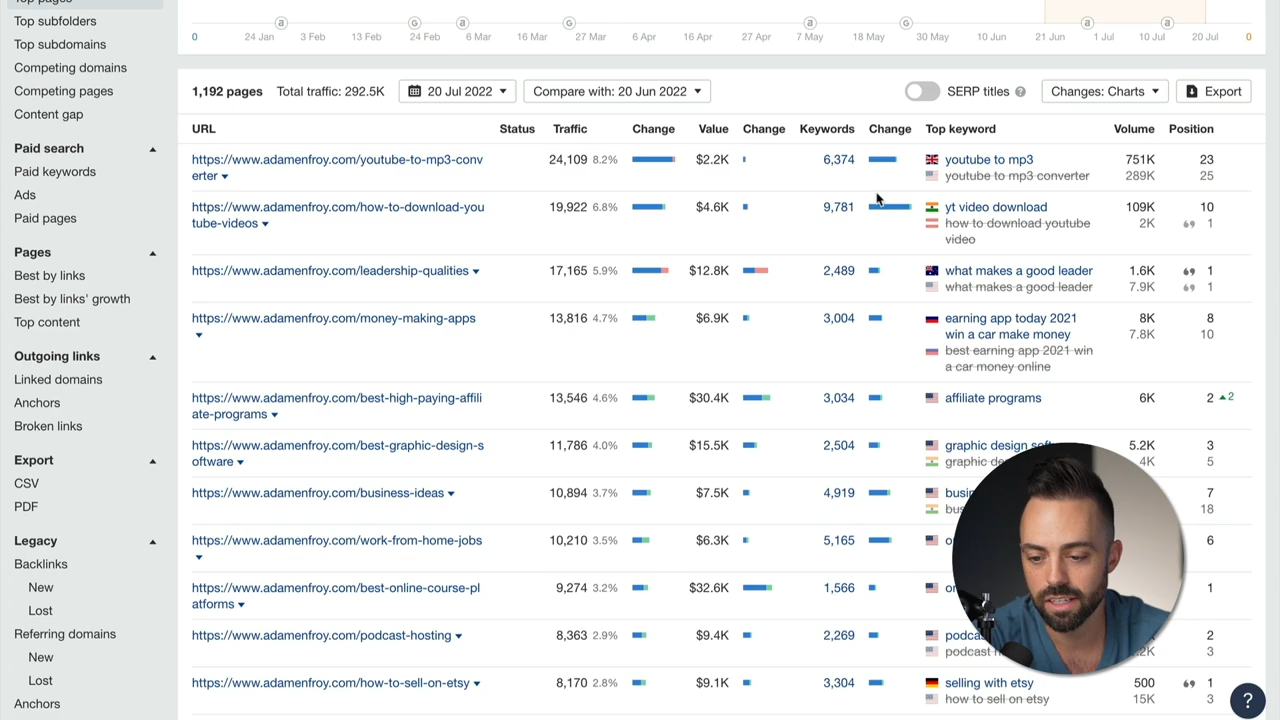 Top pages
Top subfolders
Top subdomains
Competing domains
Competing pages
Content gap
Paid search
Paid keywords
Ads
Paid pages
Pages
Best by links
Best by links' growth
Top content
Outgoing links
Linked domains
Anchors
Broken links
Export
CSV
PDF
Legacy
Backlinks
New
Lost
Referring domains
New
Lost
Anchors
a G a G a G a a
0 24 Jan 3 Feb 13 Feb 24 Feb 6 Mar 16 Mar 27 Mar 6 Apr 16 Apr 27 Apr 7 May 18 May 30 May 10 Jun 21 Jun 1 Jul 10 Jul 20 Jul 0
1,192 pages Total traffic: 292.5K 20 Jul 2022 Compare with: 20 Jun 2022 SERP titles ? Changes: Charts Export
URL Status Traffic Change Value Change Keywords Change Top keyword Volume Position
https://www.adamenfroy.com/youtube-to-mp3-conv 24,109 8.2% $2.2K 6,374 youtube to mp3 751K 23
erter youtube to mp3 converter 289K 25
https://www.adamenfroy.com/how-to-download-you 19,922 6.8% $4.6K 9,781 yt video download 109K 10
tube-videos how to download youtube 2K 1
video
https://www.adamenfroy.com/leadership-qualities 17,165 5.9% $12.8K 2,489 what makes a good leader 1.6K 1
what makes a good leader 7.9K 1
https://www.adamenfroy.com/money-making-apps 13,816 4.7% $6.9K 3,004 earning app today 2021 8K 8
win a car make money 7.8K 10
best earning app 2021 win
a car money online
https://www.adamenfroy.com/best-high-paying-affili 13,546 4.6% $30.4K 3,034 affiliate programs 6K 2 2
ate-programs
https://www.adamenfroy.com/best-graphic-design-s 11,786 4.0% $15.5K 2,504 graphic design 5.2K 3
oftware graphic 4K 5
https://www.adamenfroy.com/business-ideas 10,894 3.7% $7.5K 4,919 7
18
https://www.adamenfroy.com/work-from-home-jobs 10,210 3.5% $6.3K 5,165 6
https://www.adamenfroy.com/best-online-course-pl 9,274 3.2% $32.6K 1,566 1
atforms
https://www.adamenfroy.com/podcast-hosting 8,363 2.9% $9.4K 2,269 2
podcast 3
https://www.adamenfroy.com/how-to-sell-on-etsy 8,170 2.8% $9.1K 3,304 selling with etsy 500 1
how to sell on etsy 15K 3
?